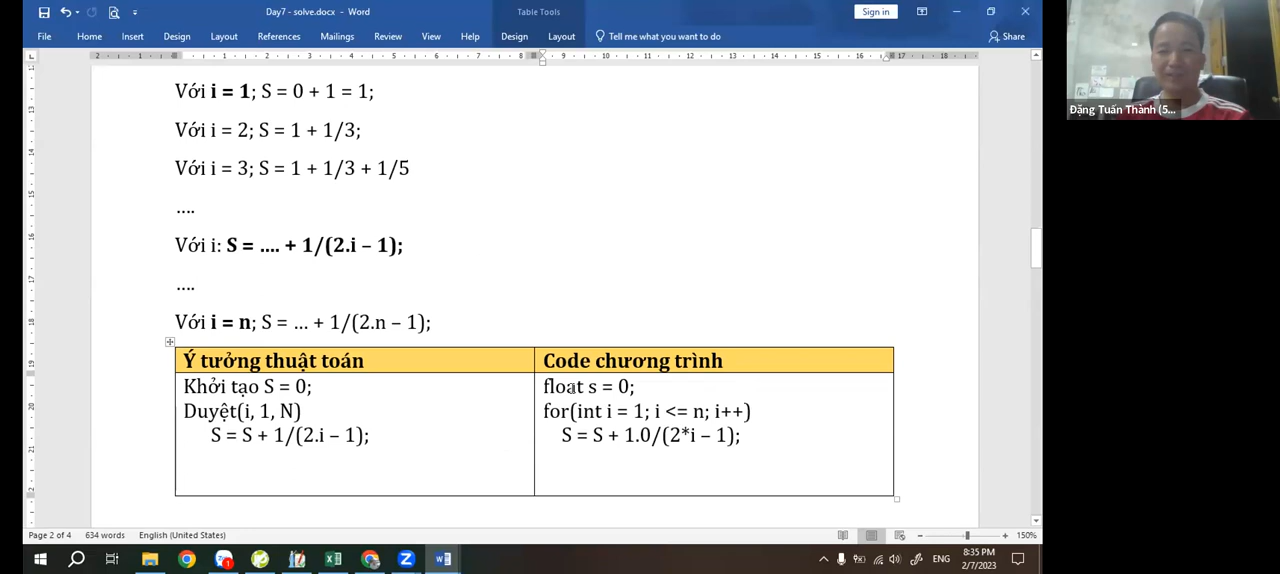 Day7 - solve.docx - Word
Table Tools
Sign in
File Home Insert Design Layout References Mailings Review View Help Design Layout Tell me what you want to do Share
Với i = 1; S = 0 + 1 = 1;
Với i = 2; S = 1 + 1/3;
Với i = 3; S = 1 + 1/3 + 1/5
....
Với i: S = .... + 1/(2.i – 1);
....
Với i = n; S = ... + 1/(2.n – 1);
Ý tưởng thuật toán
Khởi tạo S = 0;
Duyệt(i, 1, N)
S = S + 1/(2.i – 1);
Code chương trình
float s = 0;
for(int i = 1; i <= n; i++)
S = S + 1.0/(2*i – 1);
Page 2 of 4 634 words English (United States) 150%
ENG
8:35 PM
2/7/2023
Đặng Tuấn Thành (5...